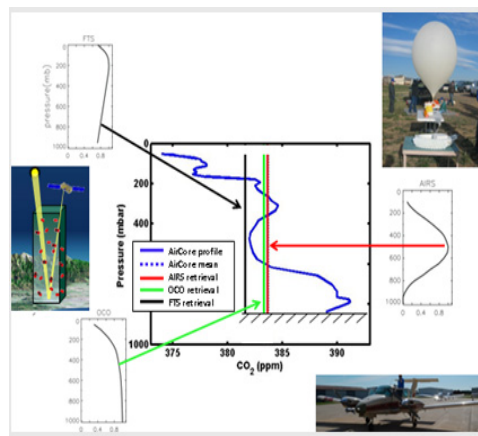 FTS
pressure(mb)
0
200
400
600
800
1000
0 0.4 0.8
Pressure (mbar)
0
200
400
600
1000
AirCore profile
AirCore mean
AIRS retrieval
OCO retrieval
FTS retrieval
375 380 385 390
CO2 (ppm)
AIRS
0
200
400
600
800
1000
0 0.4 0.8
OCO
0
200
400
600
800
1000
0 0.4 0.8